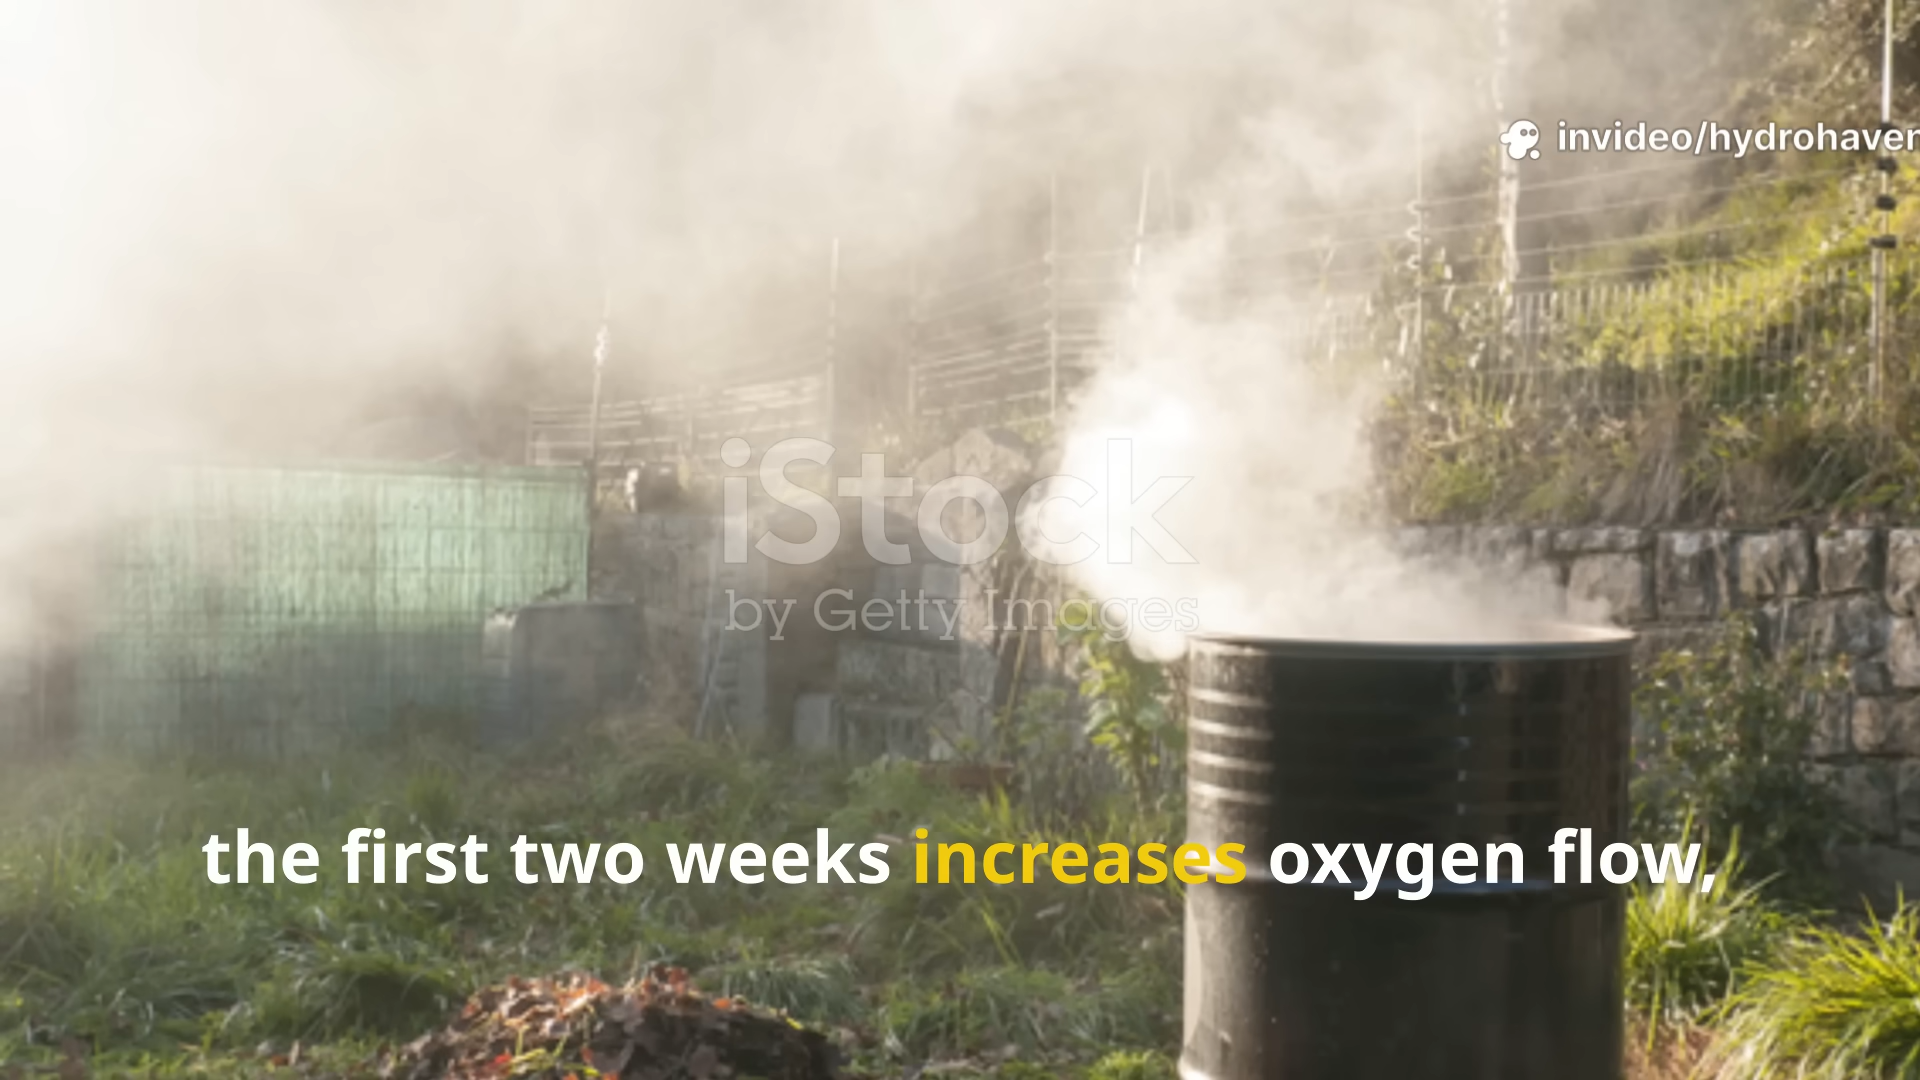 invideo/hydrohaven
iStock
by Getty Images
the first two weeks increases oxygen flow,